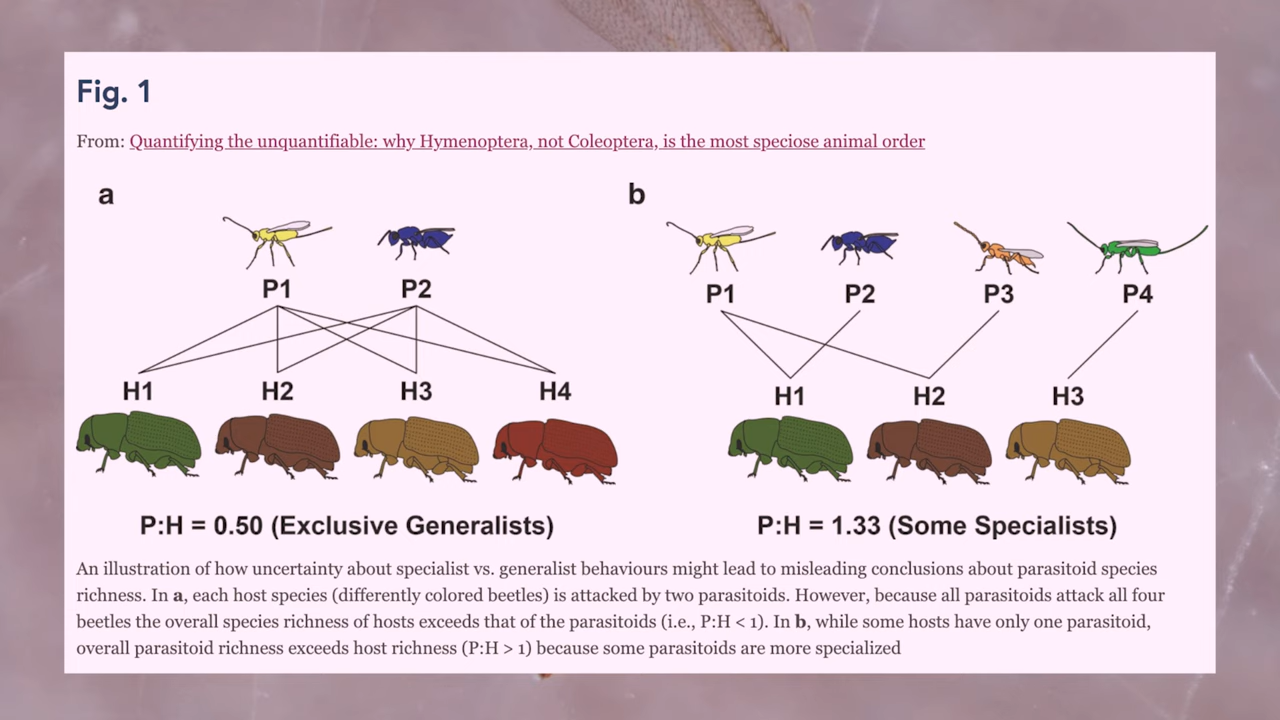 Fig. 1
From: Quantifying the unquantifiable: why Hymenoptera, not Coleoptera, is the most speciose animal order
a
P1 P2
H1 H2 H3 H4
P:H = 0.50 (Exclusive Generalists)
b
P1 P2 P3 P4
H1 H2 H3
P:H = 1.33 (Some Specialists)
An illustration of how uncertainty about specialist vs. generalist behaviours might lead to misleading conclusions about parasitoid species
richness. In a, each host species (differently colored beetles) is attacked by two parasitoids. However, because all parasitoids attack all four
beetles the overall species richness of hosts exceeds that of the parasitoids (i.e., P:H < 1). In b, while some hosts have only one parasitoid,
overall parasitoid richness exceeds host richness (P:H > 1) because some parasitoids are more specialized